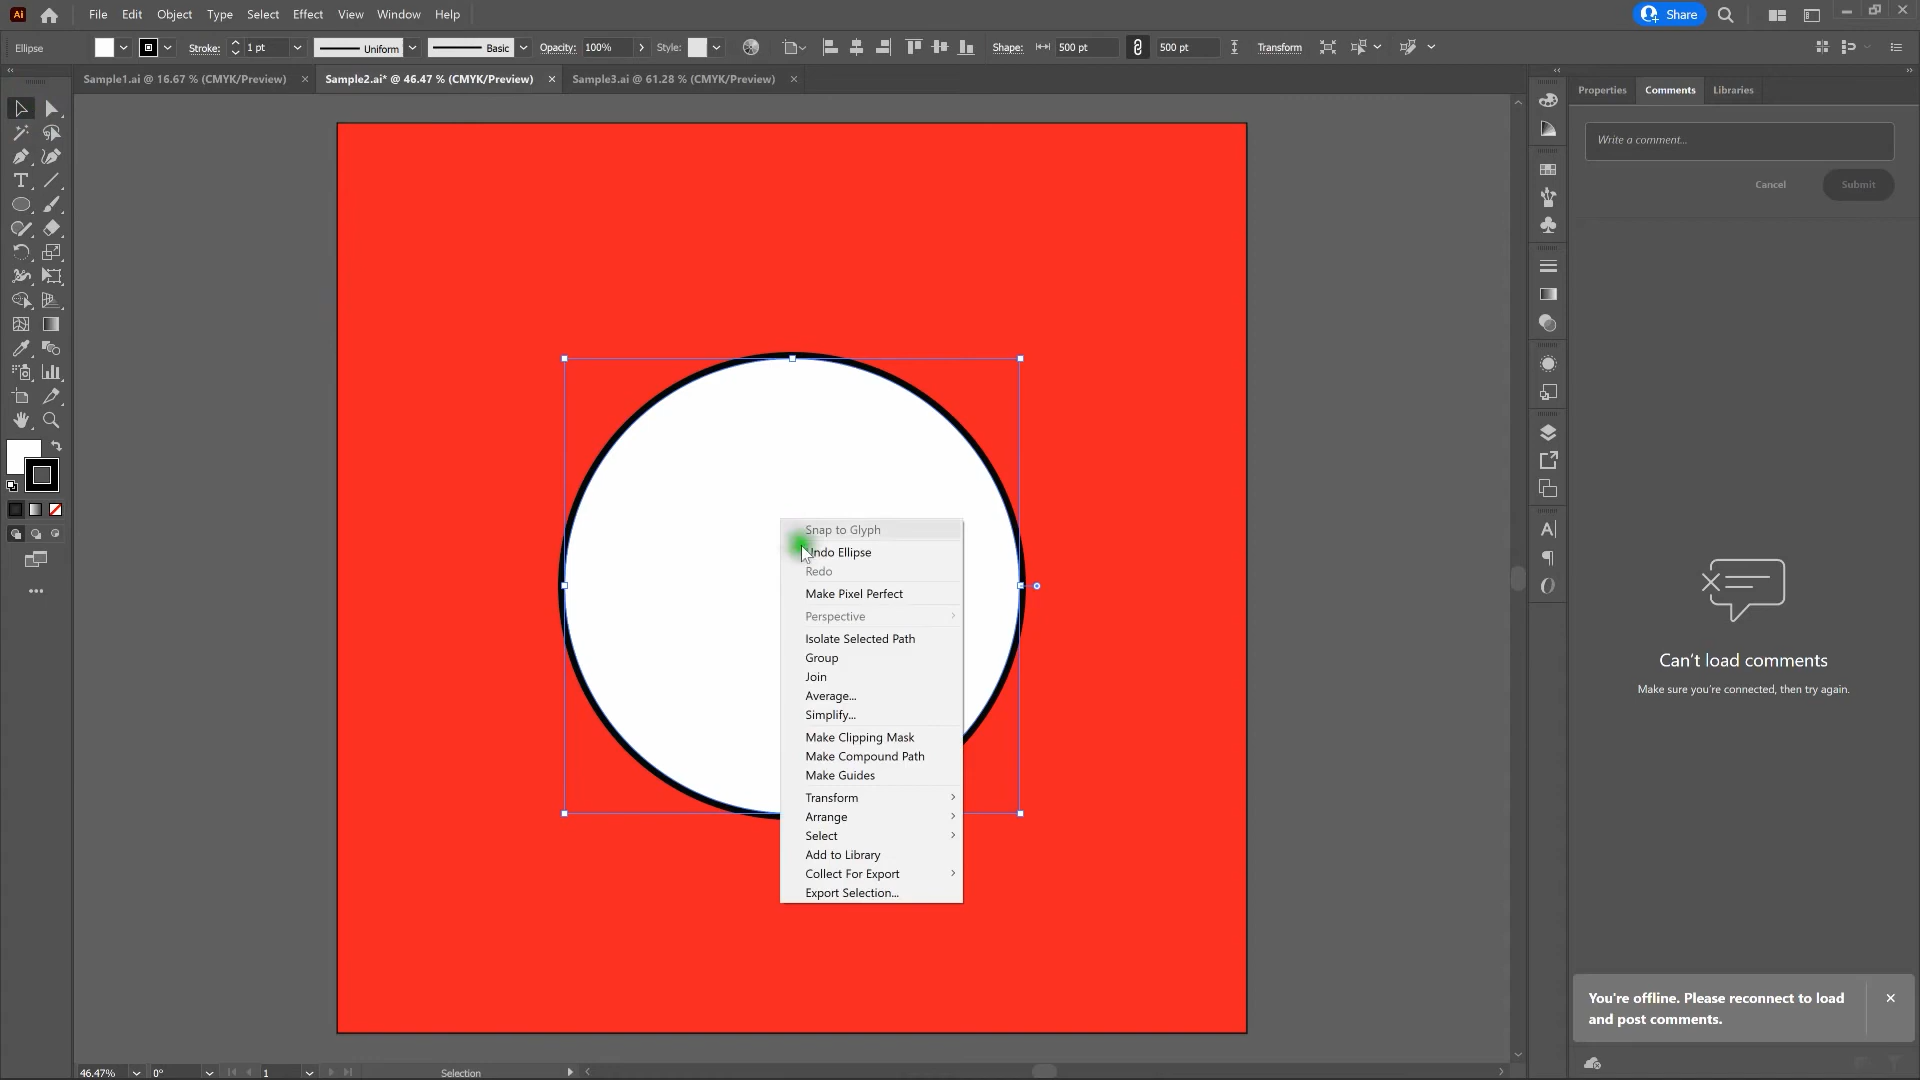 Ai
File
Edit
Object
Type
Select
Effect
View
Window
Help
Share
Ellipse
Stroke:
1 pt
Uniform
Basic
Opacity:
100%
Style:
Shape:
500 pt
500 pt
Transform
Sample1.ai @ 16.67 % (CMYK/Preview)
Sample2.ai* @ 46.47 % (CMYK/Preview)
Sample3.ai @ 61.28 % (CMYK/Preview)
Properties
Comments
Libraries
Write a comment...
Cancel
Submit
Snap to Glyph
Undo Ellipse
Redo
Make Pixel Perfect
Perspective
Isolate Selected Path
Group
Join
Average...
Simplify...
Make Clipping Mask
Make Compound Path
Make Guides
Transform
Arrange
Select
Add to Library
Collect For Export
Export Selection...
Can't load comments
Make sure you're connected, then try again.
You're offline. Please reconnect to load
and post comments.
46.47%
0°
1
Selection